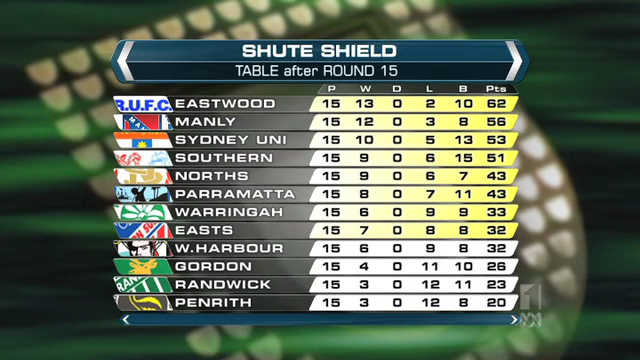 SHUTE SHIELD
TABLE after ROUND 15
P W D L B Pts
R.U.F.C. EASTWOOD 15 13 0 2 10 62
MANLY 15 12 0 3 8 56
SYDNEY UNI 15 10 0 5 13 53
SOUTHERN 15 9 0 6 15 51
NORTHS 15 9 0 6 7 43
PARRAMATTA 15 8 0 7 11 43
WARRINGAH 15 6 0 9 9 33
EASTS 15 7 0 8 8 32
W.HARBOUR 15 6 0 9 8 32
GORDON 15 4 0 11 10 26
RANDWICK 15 3 0 12 11 23
PENRITH 15 3 0 12 8 20
1
ABC